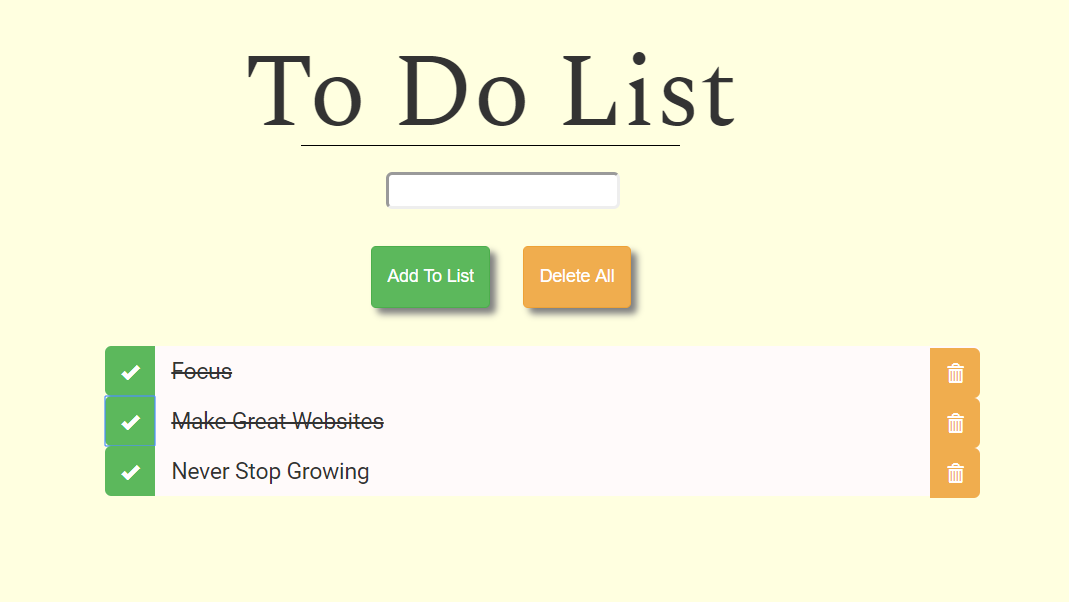 To Do List
Add To List Delete All
Focus
Make Great Websites
Never Stop Growing